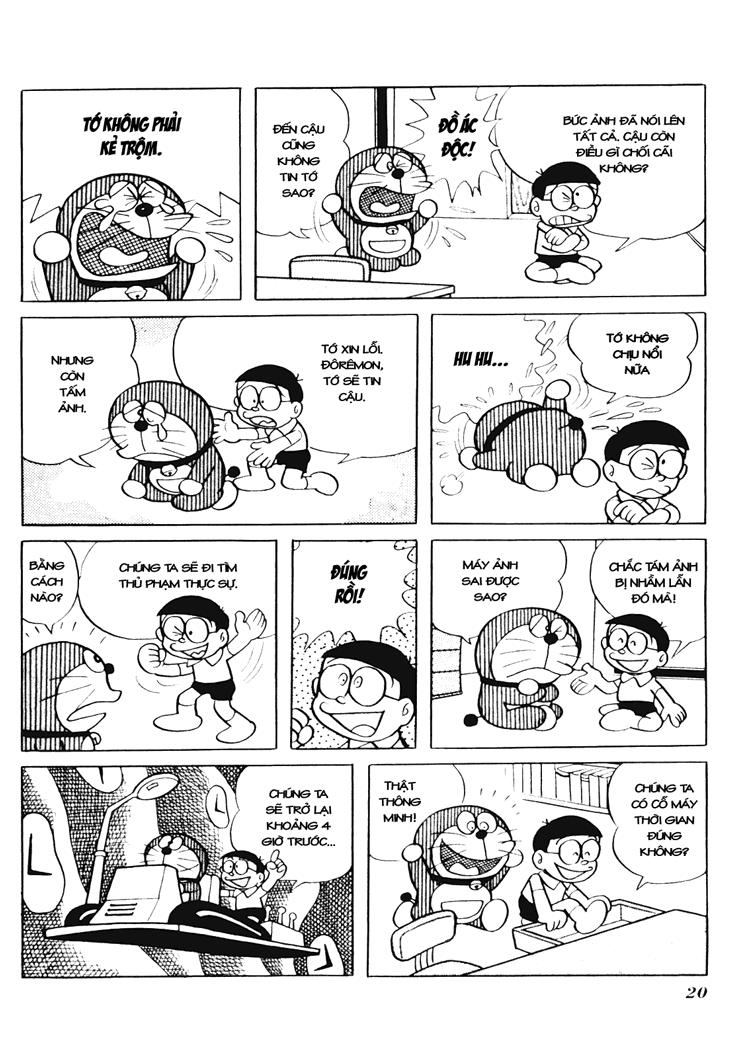 BỨC ẢNH ĐÃ NÓI LÊN
TẤT CẢ. CẬU CÒN
ĐIỀU GÌ CHỐI CÃI
KHÔNG?
ĐỒ ÁC
ĐỘC!
ĐẾN CẬU
CŨNG
KHÔNG
TIN TỚ
SAO?
TỚ KHÔNG PHẢI
KẺ TRỘM.
TỚ KHÔNG
CHỊU NỔI
NỮA
HU HU...
TỚ XIN LỖI.
ĐÔRÊMON,
TỚ SẼ TIN
CẬU.
NHƯNG
CÒN
TẤM
ẢNH.
CHẮC TÁM ẢNH
BỊ NHẦM LẪN
ĐÓ MÀ!
MÁY ẢNH
SAI ĐƯỢC
SAO?
ĐÚNG
RỒI!
CHÚNG TA SẼ ĐI TÌM
THỦ PHẠM THỰC SỰ.
BẰNG
CÁCH
NÀO?
CHÚNG TA
CÓ CỖ MÁY
THỜI GIAN
ĐÚNG
KHÔNG?
THẬT
THÔNG
MINH!
CHÚNG TA
SẼ TRỞ LẠI
KHOẢNG 4
GIỜ TRƯỚC...
20